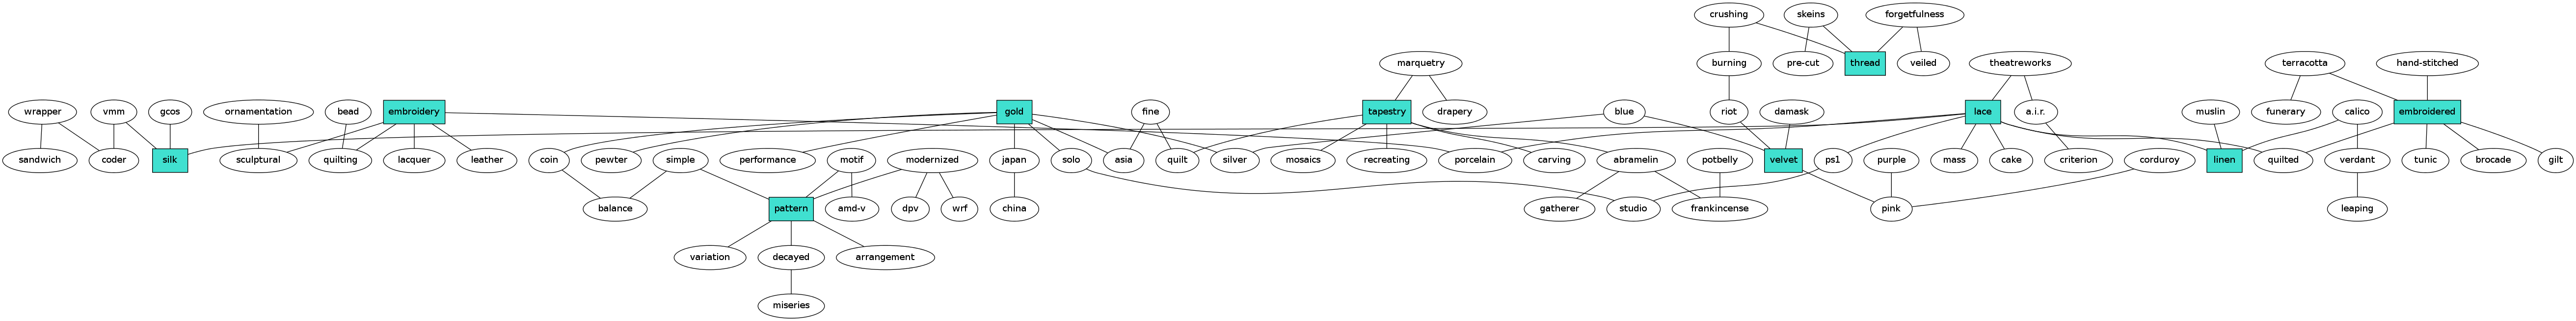 crushing
skeins
forgetfulness
marquetry
burning
pre-cut
thread
veiled
theatreworks
terracotta
hand-stitched
wrapper
vmm
gcos
ornamentation
bead
embroidery
gold
fine
tapestry
drapery
blue
riot
damask
lace
a.i.r.
muslin
funerary
calico
embroidered
sandwich
coder
silk
sculptural
quilting
lacquer
leather
coin
pewter
simple
performance
motif
modernized
japan
solo
asia
quilt
silver
mosaics
recreating
porcelain
carving
abramelin
potbelly
velvet
ps1
purple
mass
cake
criterion
corduroy
linen
quilted
verdant
tunic
brocade
gilt
balance
pattern
amd-v
dpv
wrf
china
gatherer
studio
frankincense
pink
leaping
variation
decayed
arrangement
miseries